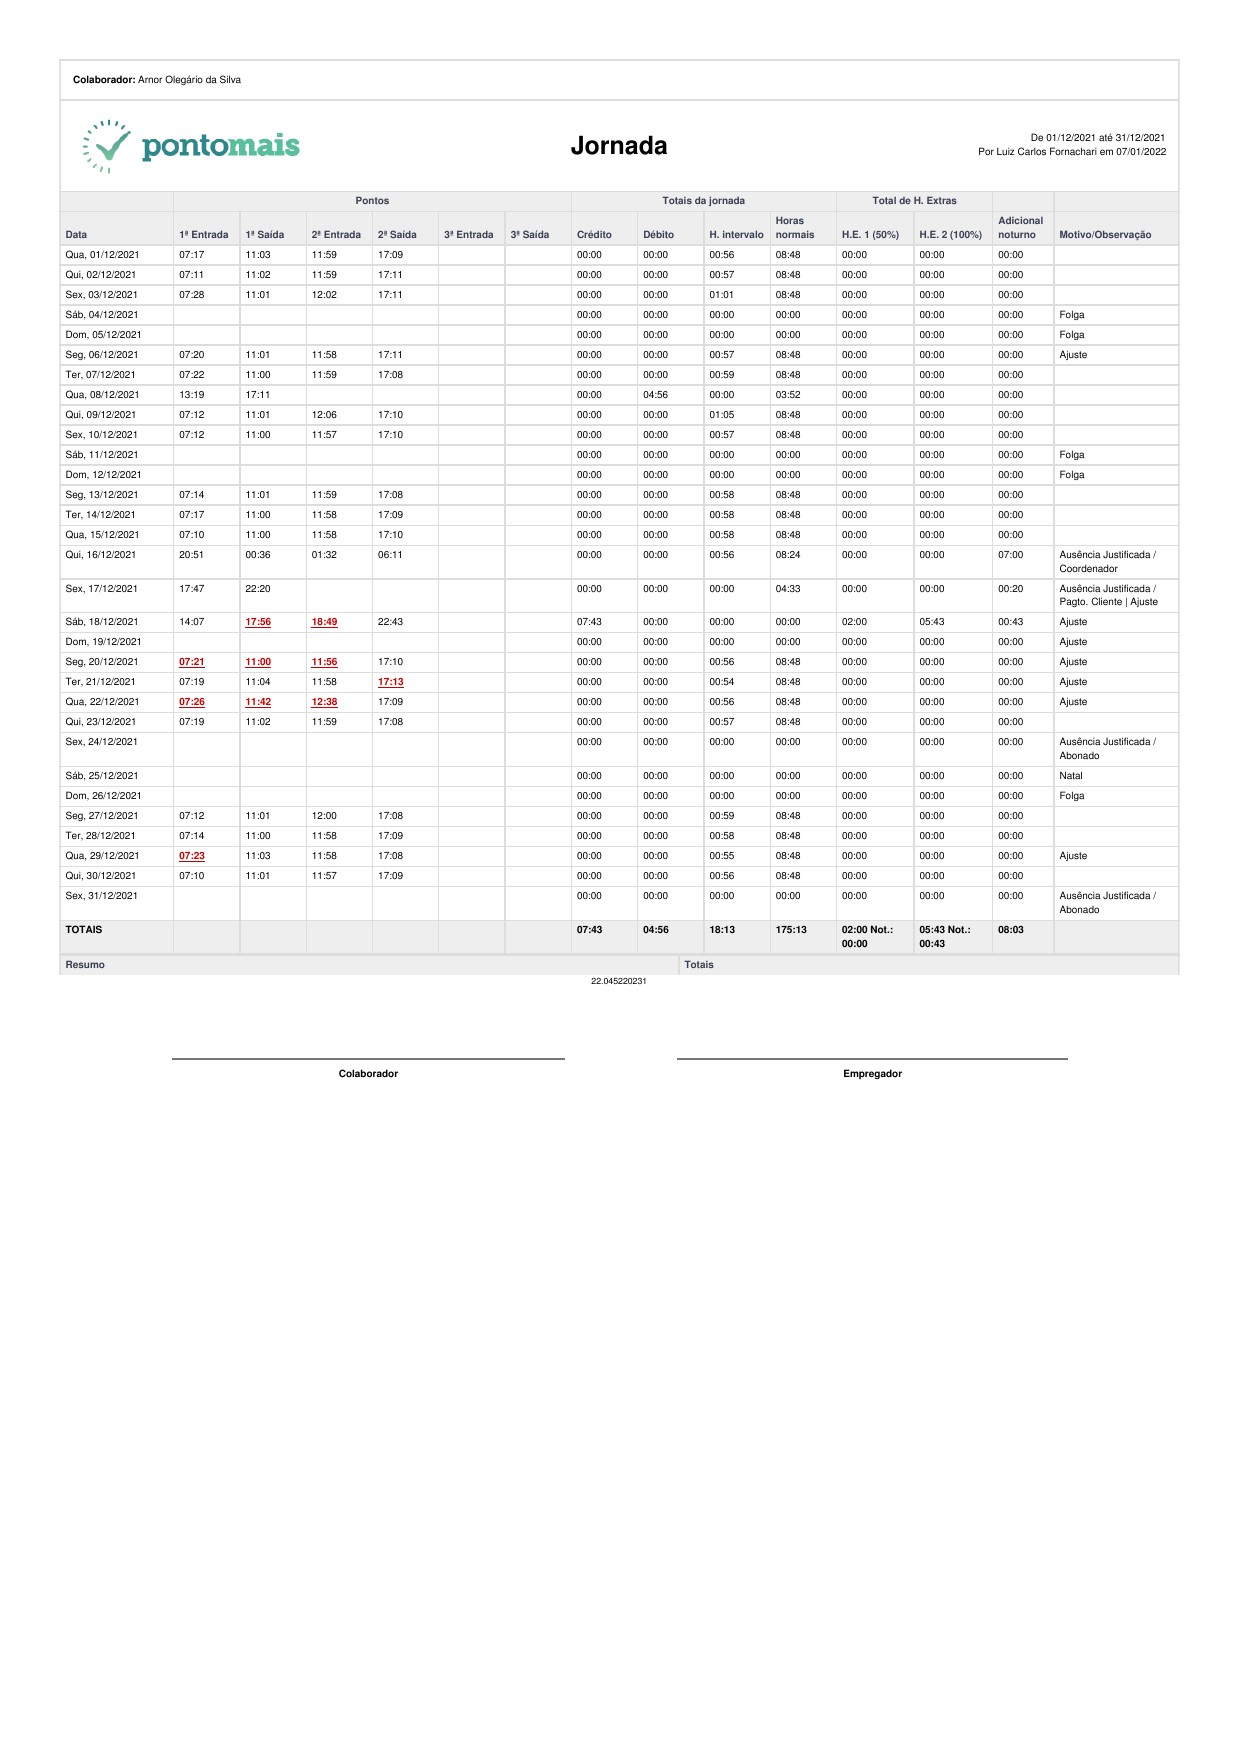 Colaborador: Arnor Olegário da Silva
pontomais
Jornada
De 01/12/2021 até 31/12/2021
Por Luiz Carlos Fornachari em 07/01/2022
Pontos Totais da jornada Total de H. Extras
Data 1ª Entrada 1ª Saída 2ª Entrada 2ª Saída 3ª Entrada 3ª Saída Crédito Débito H. intervalo Horas normais H.E. 1 (50%) H.E. 2 (100%) Adicional noturno Motivo/Observação
Qua, 01/12/2021 07:17 11:03 11:59 17:09 00:00 00:00 00:56 08:48 00:00 00:00 00:00
Qui, 02/12/2021 07:11 11:02 11:59 17:11 00:00 00:00 00:57 08:48 00:00 00:00 00:00
Sex, 03/12/2021 07:28 11:01 12:02 17:11 00:00 00:00 01:01 08:48 00:00 00:00 00:00
Sáb, 04/12/2021 00:00 00:00 00:00 00:00 00:00 00:00 00:00 Folga
Dom, 05/12/2021 00:00 00:00 00:00 00:00 00:00 00:00 00:00 Folga
Seg, 06/12/2021 07:20 11:01 11:58 17:11 00:00 00:00 00:57 08:48 00:00 00:00 00:00 Ajuste
Ter, 07/12/2021 07:22 11:00 11:59 17:08 00:00 00:00 00:59 08:48 00:00 00:00 00:00
Qua, 08/12/2021 13:19 17:11 00:00 04:56 00:00 03:52 00:00 00:00 00:00
Qui, 09/12/2021 07:12 11:01 12:06 17:10 00:00 00:00 01:05 08:48 00:00 00:00 00:00
Sex, 10/12/2021 07:12 11:00 11:57 17:10 00:00 00:00 00:57 08:48 00:00 00:00 00:00
Sáb, 11/12/2021 00:00 00:00 00:00 00:00 00:00 00:00 00:00 Folga
Dom, 12/12/2021 00:00 00:00 00:00 00:00 00:00 00:00 00:00 Folga
Seg, 13/12/2021 07:14 11:01 11:59 17:08 00:00 00:00 00:58 08:48 00:00 00:00 00:00
Ter, 14/12/2021 07:17 11:00 11:58 17:09 00:00 00:00 00:58 08:48 00:00 00:00 00:00
Qua, 15/12/2021 07:10 11:00 11:58 17:10 00:00 00:00 00:58 08:48 00:00 00:00 00:00
Qui, 16/12/2021 20:51 00:36 01:32 06:11 00:00 00:00 00:56 08:24 00:00 00:00 07:00 Ausência Justificada /
Coordenador
Sex, 17/12/2021 17:47 22:20 00:00 00:00 00:00 04:33 00:00 00:00 00:20 Ausência Justificada /
Pagto. Cliente | Ajuste
Sáb, 18/12/2021 14:07 17:56 18:49 22:43 07:43 00:00 00:00 00:00 02:00 05:43 00:43 Ajuste
Dom, 19/12/2021 00:00 00:00 00:00 00:00 00:00 00:00 00:00 Ajuste
Seg, 20/12/2021 07:21 11:00 11:56 17:10 00:00 00:00 00:56 08:48 00:00 00:00 00:00 Ajuste
Ter, 21/12/2021 07:19 11:04 11:58 17:13 00:00 00:00 00:54 08:48 00:00 00:00 00:00 Ajuste
Qua, 22/12/2021 07:26 11:42 12:38 17:09 00:00 00:00 00:56 08:48 00:00 00:00 00:00 Ajuste
Qui, 23/12/2021 07:19 11:02 11:59 17:08 00:00 00:00 00:57 08:48 00:00 00:00 00:00
Sex, 24/12/2021 00:00 00:00 00:00 00:00 00:00 00:00 00:00 Ausência Justificada /
Abonado
Sáb, 25/12/2021 00:00 00:00 00:00 00:00 00:00 00:00 00:00 Natal
Dom, 26/12/2021 00:00 00:00 00:00 00:00 00:00 00:00 00:00 Folga
Seg, 27/12/2021 07:12 11:01 12:00 17:08 00:00 00:00 00:59 08:48 00:00 00:00 00:00
Ter, 28/12/2021 07:14 11:00 11:58 17:09 00:00 00:00 00:58 08:48 00:00 00:00 00:00
Qua, 29/12/2021 07:23 11:03 11:58 17:08 00:00 00:00 00:55 08:48 00:00 00:00 00:00 Ajuste
Qui, 30/12/2021 07:10 11:01 11:57 17:09 00:00 00:00 00:56 08:48 00:00 00:00 00:00
Sex, 31/12/2021 00:00 00:00 00:00 00:00 00:00 00:00 00:00 Ausência Justificada /
Abonado
TOTAIS 07:43 04:56 18:13 175:13 02:00 Not.: 05:43 Not.: 08:03
00:00 00:43
Resumo Totais
22.045220231
Colaborador Empregador